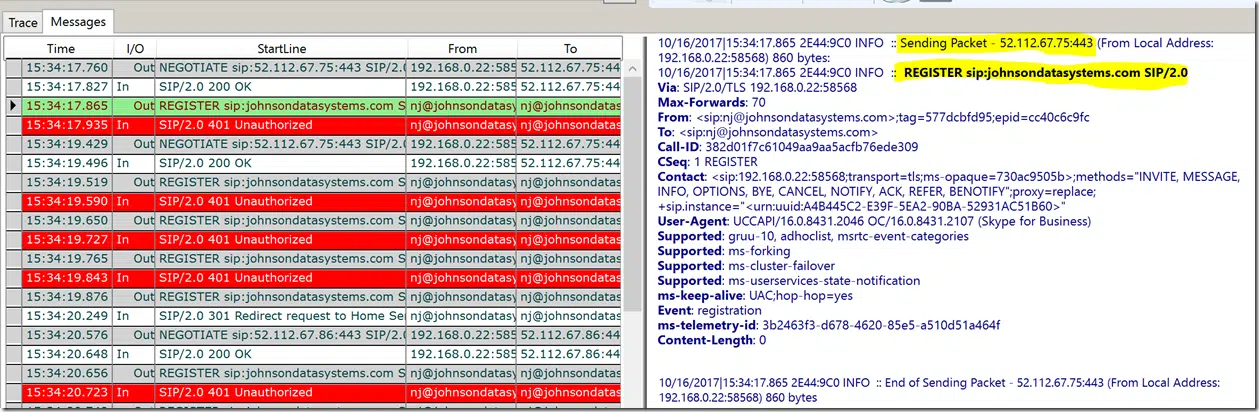 Trace Messages
Time I/O StartLine From To
15:34:17.760 Out NEGOTIATE sip:52.112.67.75:443 SIP/2.0 192.168.0.22:585 52.112.67.75:44
15:34:17.827 In SIP/2.0 200 OK 192.168.0.22:585 52.112.67.75:44
15:34:17.865 Out REGISTER sip:johnsondatasystems.com S nj@johnsondatasy nj@johnsondatas
15:34:17.935 In SIP/2.0 401 Unauthorized nj@johnsondatasy nj@johnsondatas
15:34:19.429 Out NEGOTIATE sip:52.112.67.75:443 SIP/2.0 192.168.0.22:585 52.112.67.75:44
15:34:19.496 In SIP/2.0 200 OK 192.168.0.22:585 52.112.67.75:44
15:34:19.519 Out REGISTER sip:johnsondatasystems.com S nj@johnsondatasy nj@johnsondatas
15:34:19.590 In SIP/2.0 401 Unauthorized nj@johnsondatasy nj@johnsondatas
15:34:19.650 Out REGISTER sip:johnsondatasystems.com S nj@johnsondatasy nj@johnsondatas
15:34:19.727 In SIP/2.0 401 Unauthorized nj@johnsondatasy nj@johnsondatas
15:34:19.765 Out REGISTER sip:johnsondatasystems.com S nj@johnsondatasy nj@johnsondatas
15:34:19.843 In SIP/2.0 401 Unauthorized nj@johnsondatasy nj@johnsondatas
15:34:19.876 Out REGISTER sip:johnsondatasystems.com S nj@johnsondatasy nj@johnsondatas
15:34:20.249 In SIP/2.0 301 Redirect request to Home Ser nj@johnsondatasy nj@johnsondatas
15:34:20.576 Out NEGOTIATE sip:52.112.67.86:443 SIP/2.0 192.168.0.22:585 52.112.67.86:44
15:34:20.648 In SIP/2.0 200 OK 192.168.0.22:585 52.112.67.86:44
15:34:20.656 Out REGISTER sip:johnsondatasystems.com S nj@johnsondatasy nj@johnsondatas
15:34:20.723 In SIP/2.0 401 Unauthorized nj@johnsondatasy nj@johnsondatas
10/16/2017|15:34:17.865 2E44:9C0 INFO :: Sending Packet - 52.112.67.75:443 (From Local Address:
192.168.0.22:58568) 860 bytes:
10/16/2017|15:34:17.865 2E44:9C0 INFO :: REGISTER sip:johnsondatasystems.com SIP/2.0
Via: SIP/2.0/TLS 192.168.0.22:58568
Max-Forwards: 70
From: <sip:nj@johnsondatasystems.com>;tag=577dcbfd95;epid=cc40c6c9fc
To: <sip:nj@johnsondatasystems.com>
Call-ID: 382d01f7c61049aa9aa5acfb76ede309
CSeq: 1 REGISTER
Contact: <sip:192.168.0.22:58568;transport=tls;ms-opaque=730ac9505b>;methods="INVITE, MESSAGE,
INFO, OPTIONS, BYE, CANCEL, NOTIFY, ACK, REFER, BENOTIFY";proxy=replace;
+sip.instance="<urn:uuid:A4B445C2-E39F-5EA2-90BA-52931AC51B60>"
User-Agent: UCCAPI/16.0.8431.2046 OC/16.0.8431.2107 (Skype for Business)
Supported: gruu-10, adhoclist, msrtc-event-categories
Supported: ms-forking
Supported: ms-cluster-failover
Supported: ms-userservices-state-notification
ms-keep-alive: UAC;hop-hop=yes
Event: registration
ms-telemetry-id: 3b2463f3-d678-4620-85e5-a510d51a464f
Content-Length: 0
10/16/2017|15:34:17.865 2E44:9C0 INFO :: End of Sending Packet - 52.112.67.75:443 (From Local Address:
192.168.0.22:58568) 860 bytes